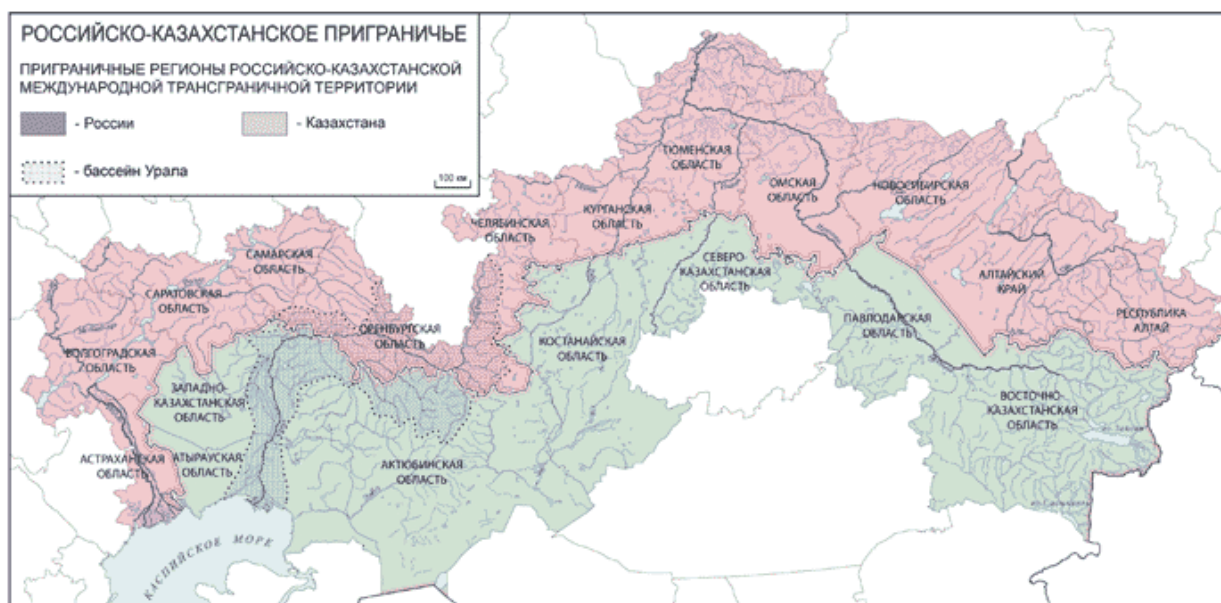 РОССИЙСКО-КАЗАХСТАНСКОЕ ПРИГРАНИЧЬЕ
ПРИГРАНИЧНЫЕ РЕГИОНЫ РОССИЙСКО-КАЗАХСТАНСКОЙ
МЕЖДУНАРОДНОЙ ТРАНСГРАНИЧНОЙ ТЕРРИТОРИИ
- России
- Казахстана
- бассейн Урала
100 км
ТЮМЕНСКАЯ
ОБЛАСТЬ
ОМСКАЯ
ОБЛАСТЬ
НОВОСИБИРСКАЯ
ОБЛАСТЬ
КУРГАНСКАЯ
ОБЛАСТЬ
ЧЕЛЯБИНСКАЯ
ОБЛАСТЬ
САМАРСКАЯ
ОБЛАСТЬ
СЕВЕРО-
КАЗАХСТАНСКАЯ
ОБЛАСТЬ
АЛТАЙСКИЙ
КРАЙ
САРАТОВСКАЯ
ОБЛАСТЬ
РЕСПУБЛИКА
АЛТАЙ
ПАВЛОДАРСКАЯ
ОБЛАСТЬ
ОРЕНБУРГСКАЯ
ОБЛАСТЬ
КОСТАНАЙСКАЯ
ОБЛАСТЬ
ВОЛГОГРАДСКАЯ
ОБЛАСТЬ
ЗАПАДНО-
КАЗАХСТАНСКАЯ
ОБЛАСТЬ
ВОСТОЧНО-
КАЗАХСТАНСКАЯ
ОБЛАСТЬ
АСТРАХАНСКАЯ
ОБЛАСТЬ
АТЫРАУСКАЯ
ОБЛАСТЬ
АКТЮБИНСКАЯ
ОБЛАСТЬ
КАСПИЙСКОЕ МОРЕ